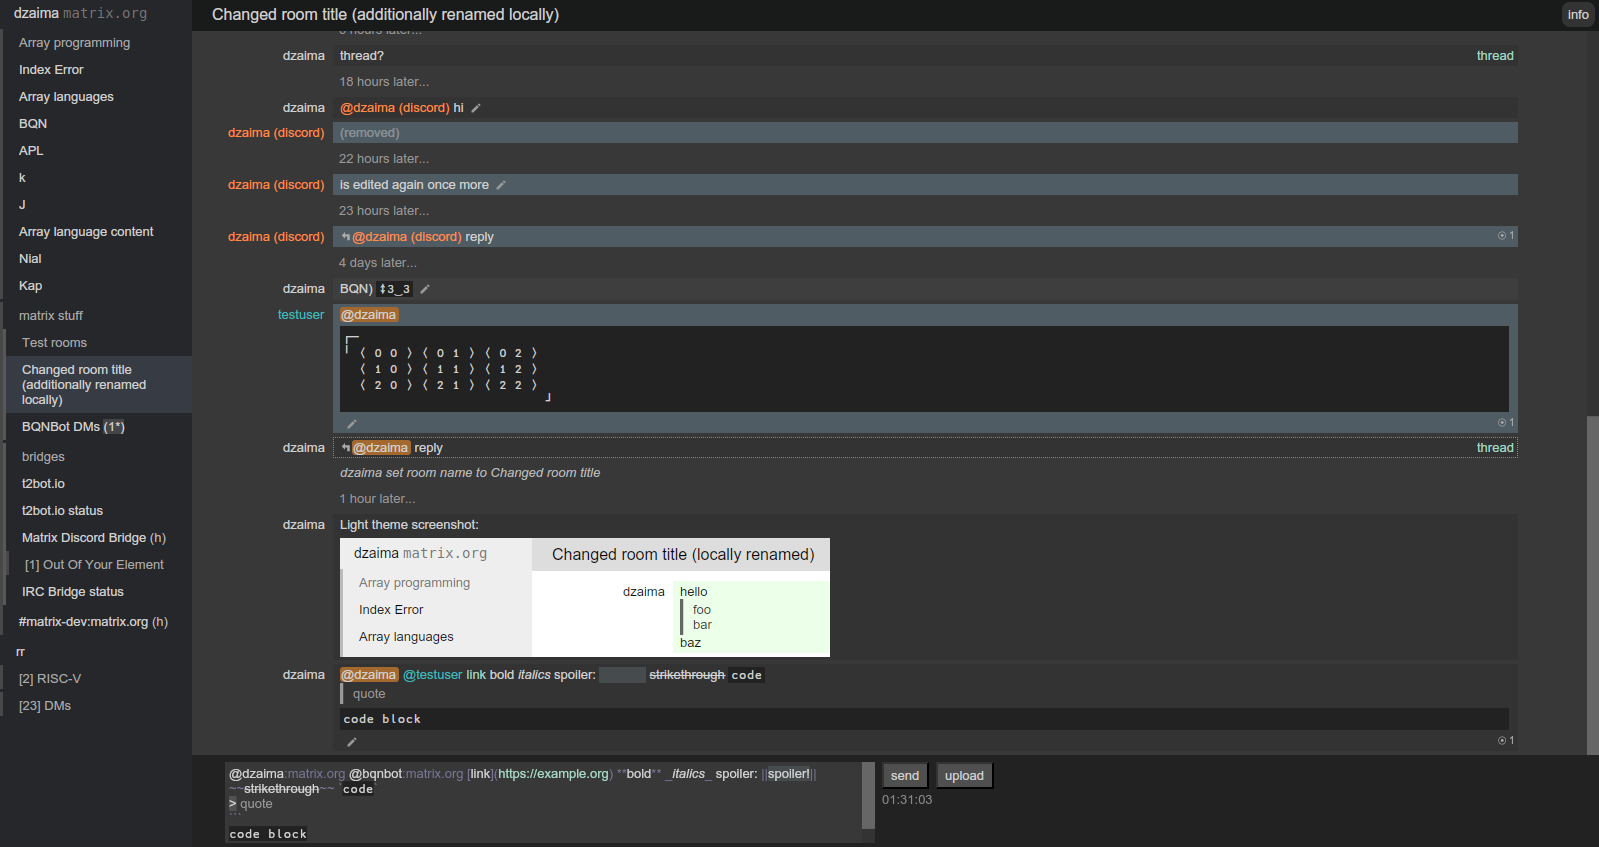 dzaima matrix.org
Array programming
Index Error
Array languages
BQN
APL
k
J
Array language content
Nial
Kap
matrix stuff
Test rooms
Changed room title
(additionally renamed
locally)
BQNBot DMs (1*)
bridges
t2bot.io
t2bot.io status
Matrix Discord Bridge (h)
[1] Out Of Your Element
IRC Bridge status
#matrix-dev:matrix.org (h)
rr
[2] RISC-V
[23] DMs
Changed room title (additionally renamed locally)
info
hours later...
dzaima thread? thread
18 hours later...
dzaima @dzaima (discord) hi
dzaima (discord) (removed)
22 hours later...
dzaima (discord) is edited again once more
23 hours later...
dzaima (discord) @dzaima (discord) reply 1
4 days later...
dzaima BQN) ⥊3‿3
testuser @dzaima
┌─
╵ ⟨ 0 0 ⟩ ⟨ 0 1 ⟩ ⟨ 0 2 ⟩
⟨ 1 0 ⟩ ⟨ 1 1 ⟩ ⟨ 1 2 ⟩
⟨ 2 0 ⟩ ⟨ 2 1 ⟩ ⟨ 2 2 ⟩
┘
1
dzaima @dzaima reply thread
dzaima set room name to Changed room title
1 hour later...
dzaima Light theme screenshot:
dzaima matrix.org
Array programming
Index Error
Array languages
Changed room title (locally renamed)
dzaima hello
foo
bar
baz
dzaima @dzaima @testuser link bold italics spoiler: strikethrough code
quote
code block
1
@dzaima:matrix.org @bqnbot:matrix.org [link](https://example.org) **bold** _italics_ spoiler: ||spoiler!||
~~strikethrough~~ `code`
> quote
```
code block
send
upload
01:31:03